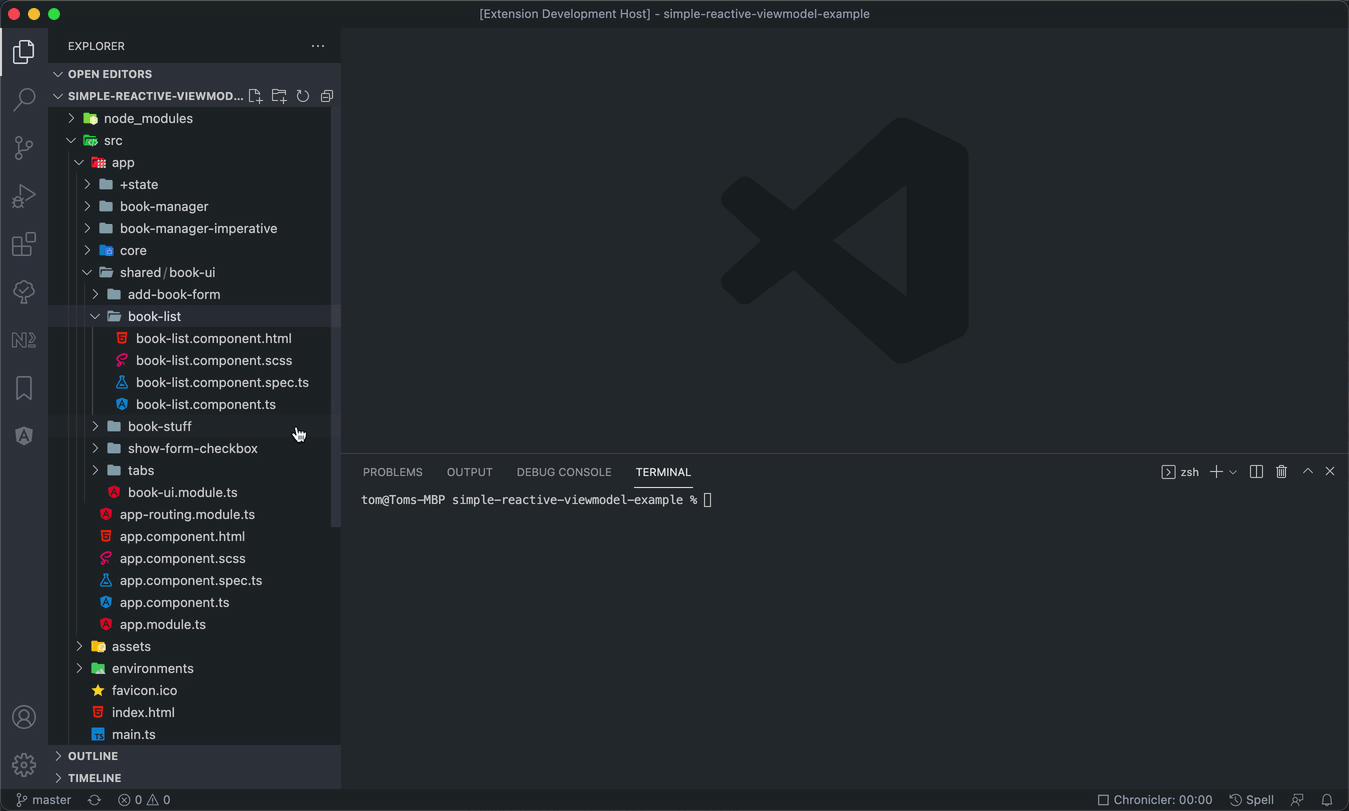 [Extension Development Host] - simple-reactive-viewmodel-example
EXPLORER
OPEN EDITORS
SIMPLE-REACTIVE-VIEWMOD...
node_modules
src
app
+state
book-manager
book-manager-imperative
core
shared/book-ui
add-book-form
book-list
book-list.component.html
book-list.component.scss
book-list.component.spec.ts
book-list.component.ts
book-stuff
show-form-checkbox
tabs
book-ui.module.ts
app-routing.module.ts
app.component.html
app.component.scss
app.component.spec.ts
app.component.ts
app.module.ts
assets
environments
favicon.ico
index.html
main.ts
OUTLINE
TIMELINE
PROBLEMS OUTPUT DEBUG CONSOLE TERMINAL zsh
tom@Toms-MBP simple-reactive-viewmodel-example %
master 0 0 Chronicler: 00:00 Spell